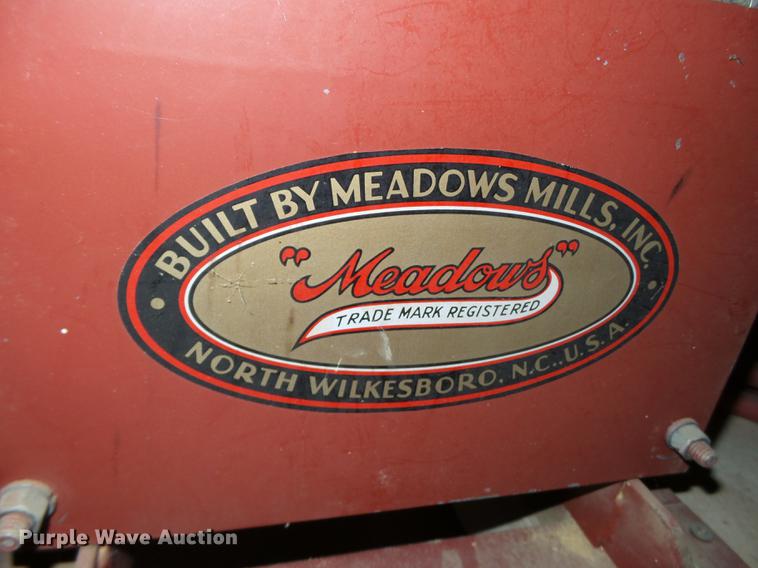 BUILT BY MEADOWS MILLS, INC.
"Meadows"
TRADE MARK REGISTERED
NORTH WILKESBORO, N.C., U.S.A.
Purple Wave Auction